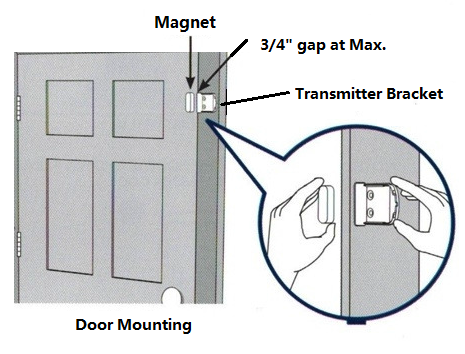 Magnet
3/4" gap at Max.
Transmitter Bracket
Door Mounting